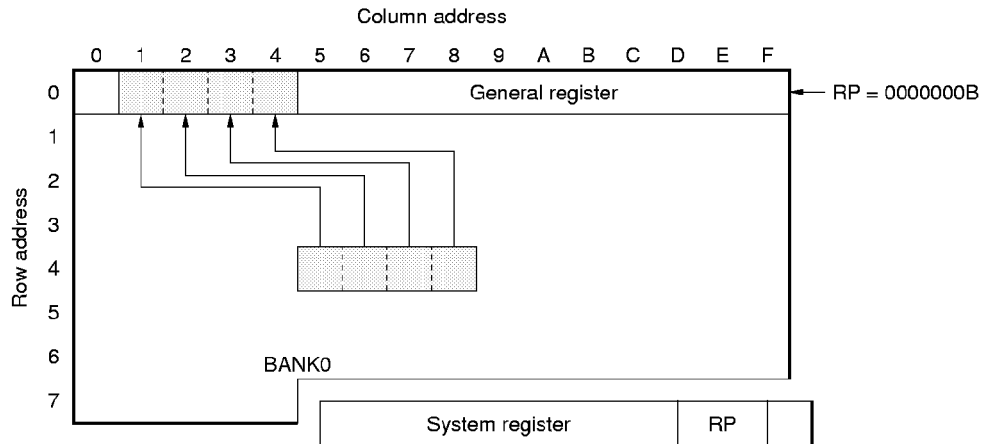 Column address
0 1 2 3 4 5 6 7 8 9 A B C D E F
0 General register RP = 0000000B
1
2
3
4
5
6
7
Row address
BANK0
System register RP